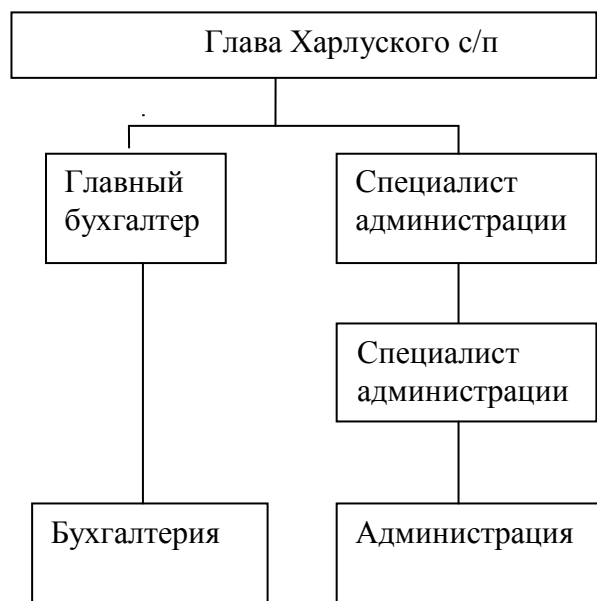 Глава Харлуского с/п
Главный
бухгалтер
Специалист
администрации
Специалист
администрации
Бухгалтерия
Администрация